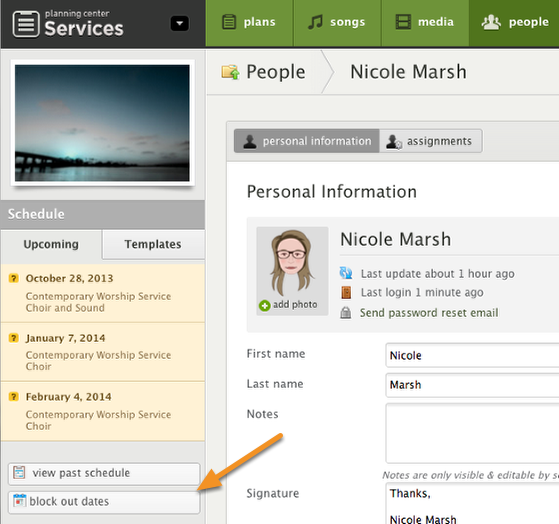 planning center
Services
plans
songs
media
people
People
Nicole Marsh
Schedule
Upcoming
Templates
October 28, 2013
Contemporary Worship Service
Choir and Sound
January 7, 2014
Contemporary Worship Service
Choir
February 4, 2014
Contemporary Worship Service
Choir
view past schedule
block out dates
personal information
assignments
Personal Information
add photo
Nicole Marsh
Last update about 1 hour ago
Last login 1 minute ago
Send password reset email
First name
Nicole
Last name
Marsh
Notes
Notes are only visible & editable by
Signature
Thanks,
Nicole Marsh